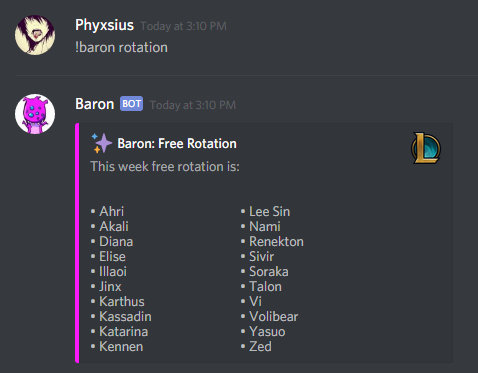 Phyxsius Today at 3:10 PM
!baron rotation
Baron BOT Today at 3:10 PM
Baron: Free Rotation
This week free rotation is:
• Ahri
• Akali
• Diana
• Elise
• Illaoi
• Jinx
• Karthus
• Kassadin
• Katarina
• Kennen
• Lee Sin
• Nami
• Renekton
• Sivir
• Soraka
• Talon
• Vi
• Volibear
• Yasuo
• Zed